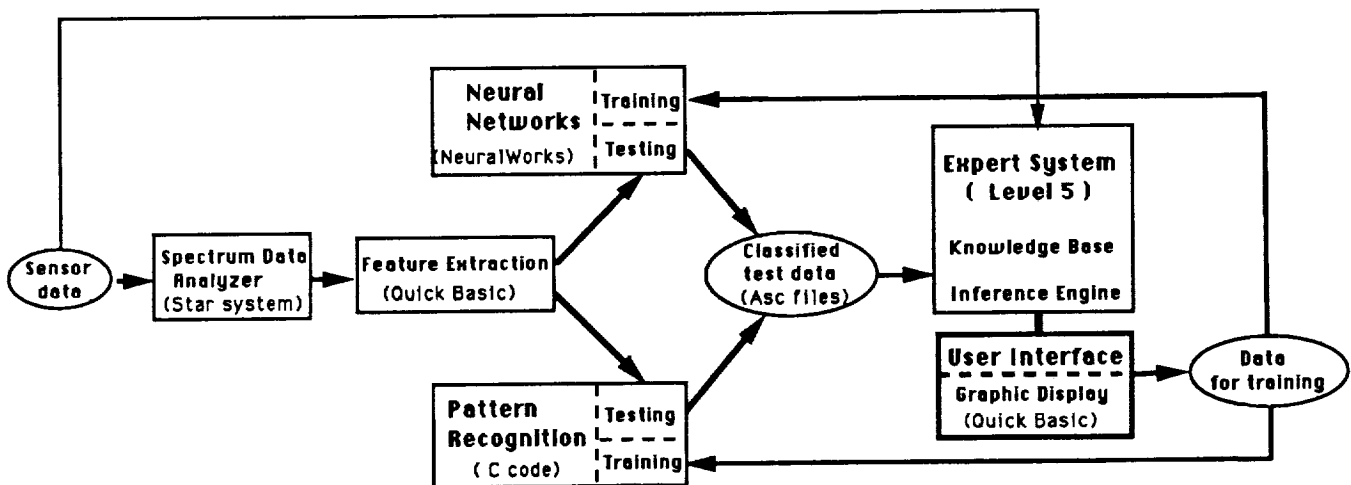 Sensor
data
Spectrum Data
Analyzer
(Star system)
Feature Extraction
(Quick Basic)
Neural
Networks
(NeuralWorks)
Training
Testing
Pattern
Recognition
( C code)
Testing
Training
Classified
test data
(Asc files)
Expert System
( Level 5 )
Knowledge Base
Inference Engine
User Interface
Graphic Display
(Quick Basic)
Data
for training